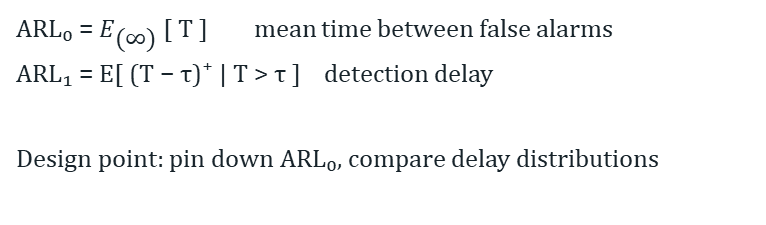 ARL₀ = E₍∞₎ [ T ] mean time between false alarms
ARL₁ = E[ (T − τ)⁺ | T > τ ] detection delay
Design point: pin down ARL₀, compare delay distributions